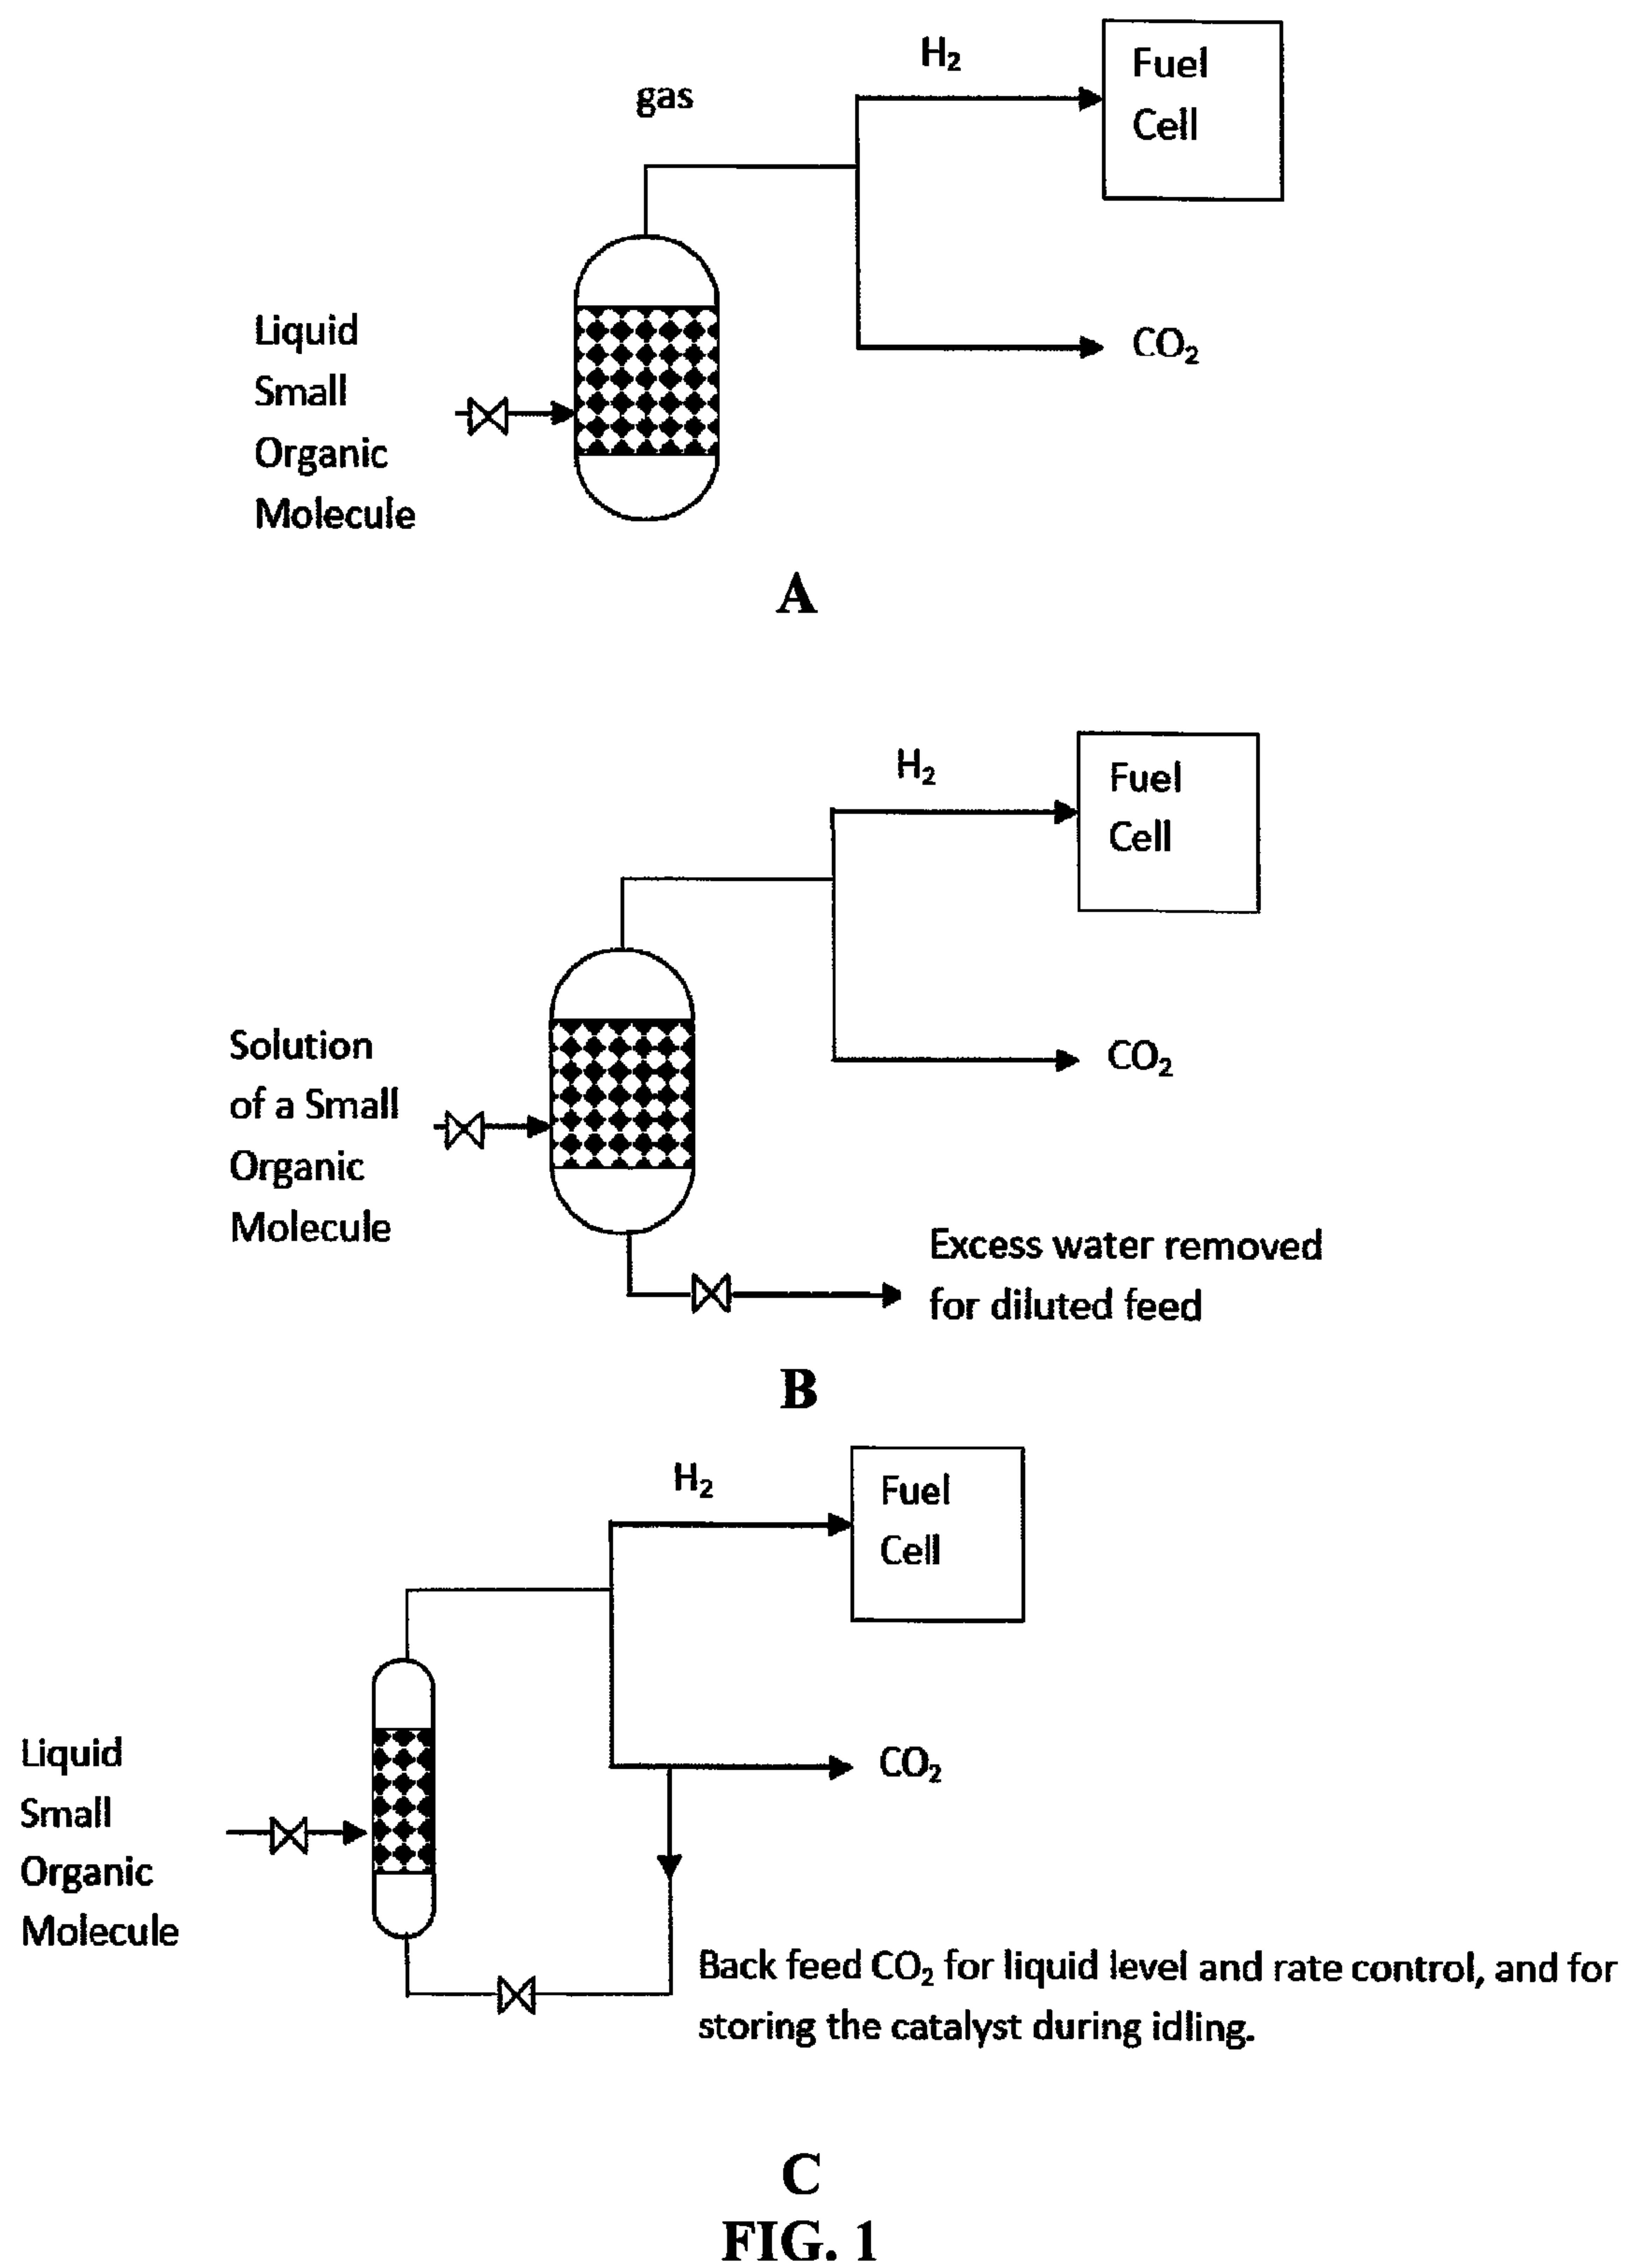 H₂
Fuel
Cell
gas
Liquid
Small
Organic
Molecule
CO₂
A
H₂
Fuel
Cell
Solution
of a Small
Organic
Molecule
CO₂
Excess water removed
for diluted feed
B
H₂
Fuel
Cell
Liquid
Small
Organic
Molecule
CO₂
Back feed CO₂ for liquid level and rate control, and for
storing the catalyst during idling.
C
FIG. 1